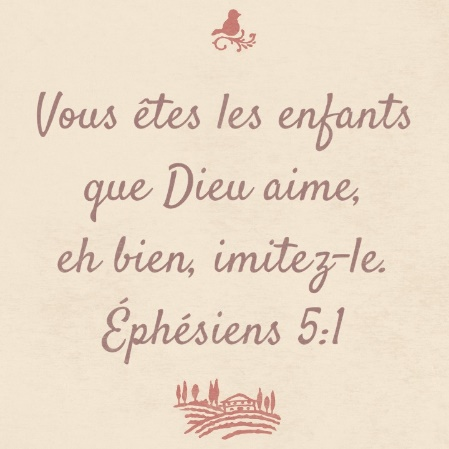 Vous êtes les enfants
que Dieu aime,
eh bien, imitez-le.
Éphésiens 5:1